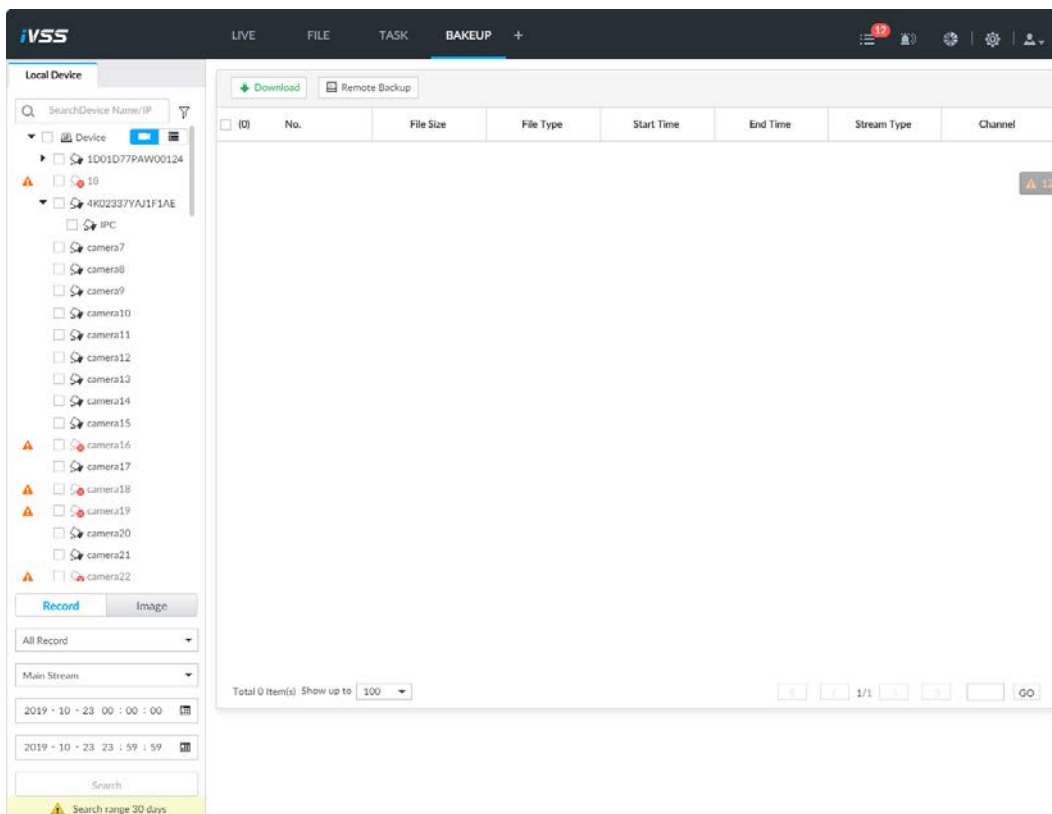 iVSS
LIVE FILE TASK BAKEUP +
12
Local Device
SearchDevice Name/IP
Device
1D01D77PAW00124
18
4K02337YAJ1F1AE
IPC
camera7
camera8
camera9
camera10
camera11
camera12
camera13
camera14
camera15
camera16
camera17
camera18
camera19
camera20
camera21
camera22
Record Image
All Record
Main Stream
2019 - 10 - 23 00 : 00 : 00
2019 - 10 - 23 23 : 59 : 59
Search
Search range 30 days
Download Remote Backup
(0) No. File Size File Type Start Time End Time Stream Type Channel
12
Total 0 Item(s) Show up to 100
1/1 GO